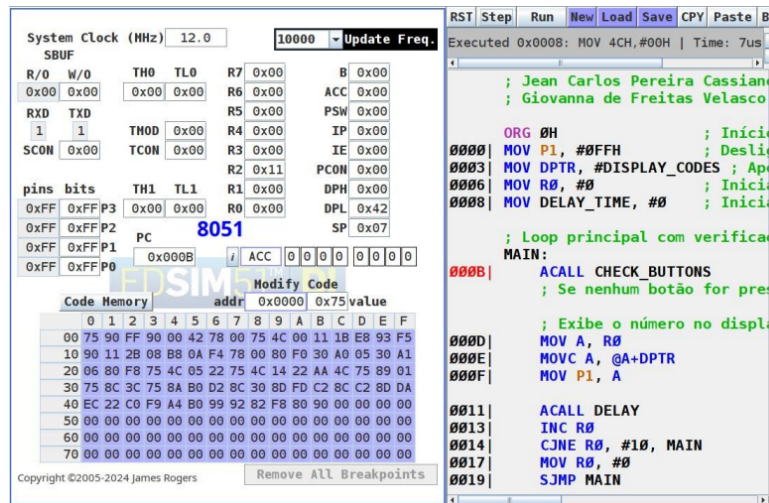 System Clock (MHz) 12.0 10000 Update Freq.
SBUF
R/O W/O TH0 TL0 R7 0x00 B 0x00
0x00 0x00 0x00 0x00 R6 0x00 ACC 0x00
RXD TXD R5 0x00 PSW 0x00
1 1 TMOD 0x00 R4 0x00 IP 0x00
SCON 0x00 TCON 0x00 R3 0x00 IE 0x00
R2 0x11 PCON 0x00
pins bits TH1 TL1 R1 0x00 DPH 0x00
0xFF 0xFF P3 0x00 0x00 R0 0x00 DPL 0x42
0xFF 0xFF P2 8051 SP 0x07
0xFF 0xFF P1 PC
0xFF 0xFF P0 0x000B i ACC 0 0 0 0 0 0 0 0
EDSIM51
Modify Code
Code Memory addr 0x0000 0x75 value
0 1 2 3 4 5 6 7 8 9 A B C D E F
00 75 90 FF 90 00 42 78 00 75 4C 00 11 1B E8 93 F5
10 90 11 2B 08 B8 0A F4 78 00 80 F0 30 A0 05 30 A1
20 06 80 F8 75 4C 05 22 75 4C 14 22 AA 4C 75 89 01
30 75 8C 3C 75 8A B0 D2 8C 30 8D FD C2 8C C2 8D DA
40 EC 22 C0 F9 A4 B0 99 92 82 F8 80 90 00 00 00 00
50 00 00 00 00 00 00 00 00 00 00 00 00 00 00 00 00
60 00 00 00 00 00 00 00 00 00 00 00 00 00 00 00 00
70 00 00 00 00 00 00 00 00 00 00 00 00 00 00 00 00
Copyright ©2005-2024 James Rogers Remove All Breakpoints
RST Step Run New Load Save CPY Paste B
Executed 0x0008: MOV 4CH,#00H | Time: 7us
; Jean Carlos Pereira Cassiano
; Giovanna de Freitas Velasco
ORG 0H ; Iníci
0000| MOV P1, #0FFH ; Deslig
0003| MOV DPTR, #DISPLAY_CODES ; Apo
0006| MOV R0, #0 ; Inicia
0008| MOV DELAY_TIME, #0 ; Inicia
; Loop principal com verificaç
MAIN:
000B| ACALL CHECK_BUTTONS
; Se nenhum botão for pres
; Exibe o número no displa
000D| MOV A, R0
000E| MOVC A, @A+DPTR
000F| MOV P1, A
0011| ACALL DELAY
0013| INC R0
0014| CJNE R0, #10, MAIN
0017| MOV R0, #0
0019| SJMP MAIN